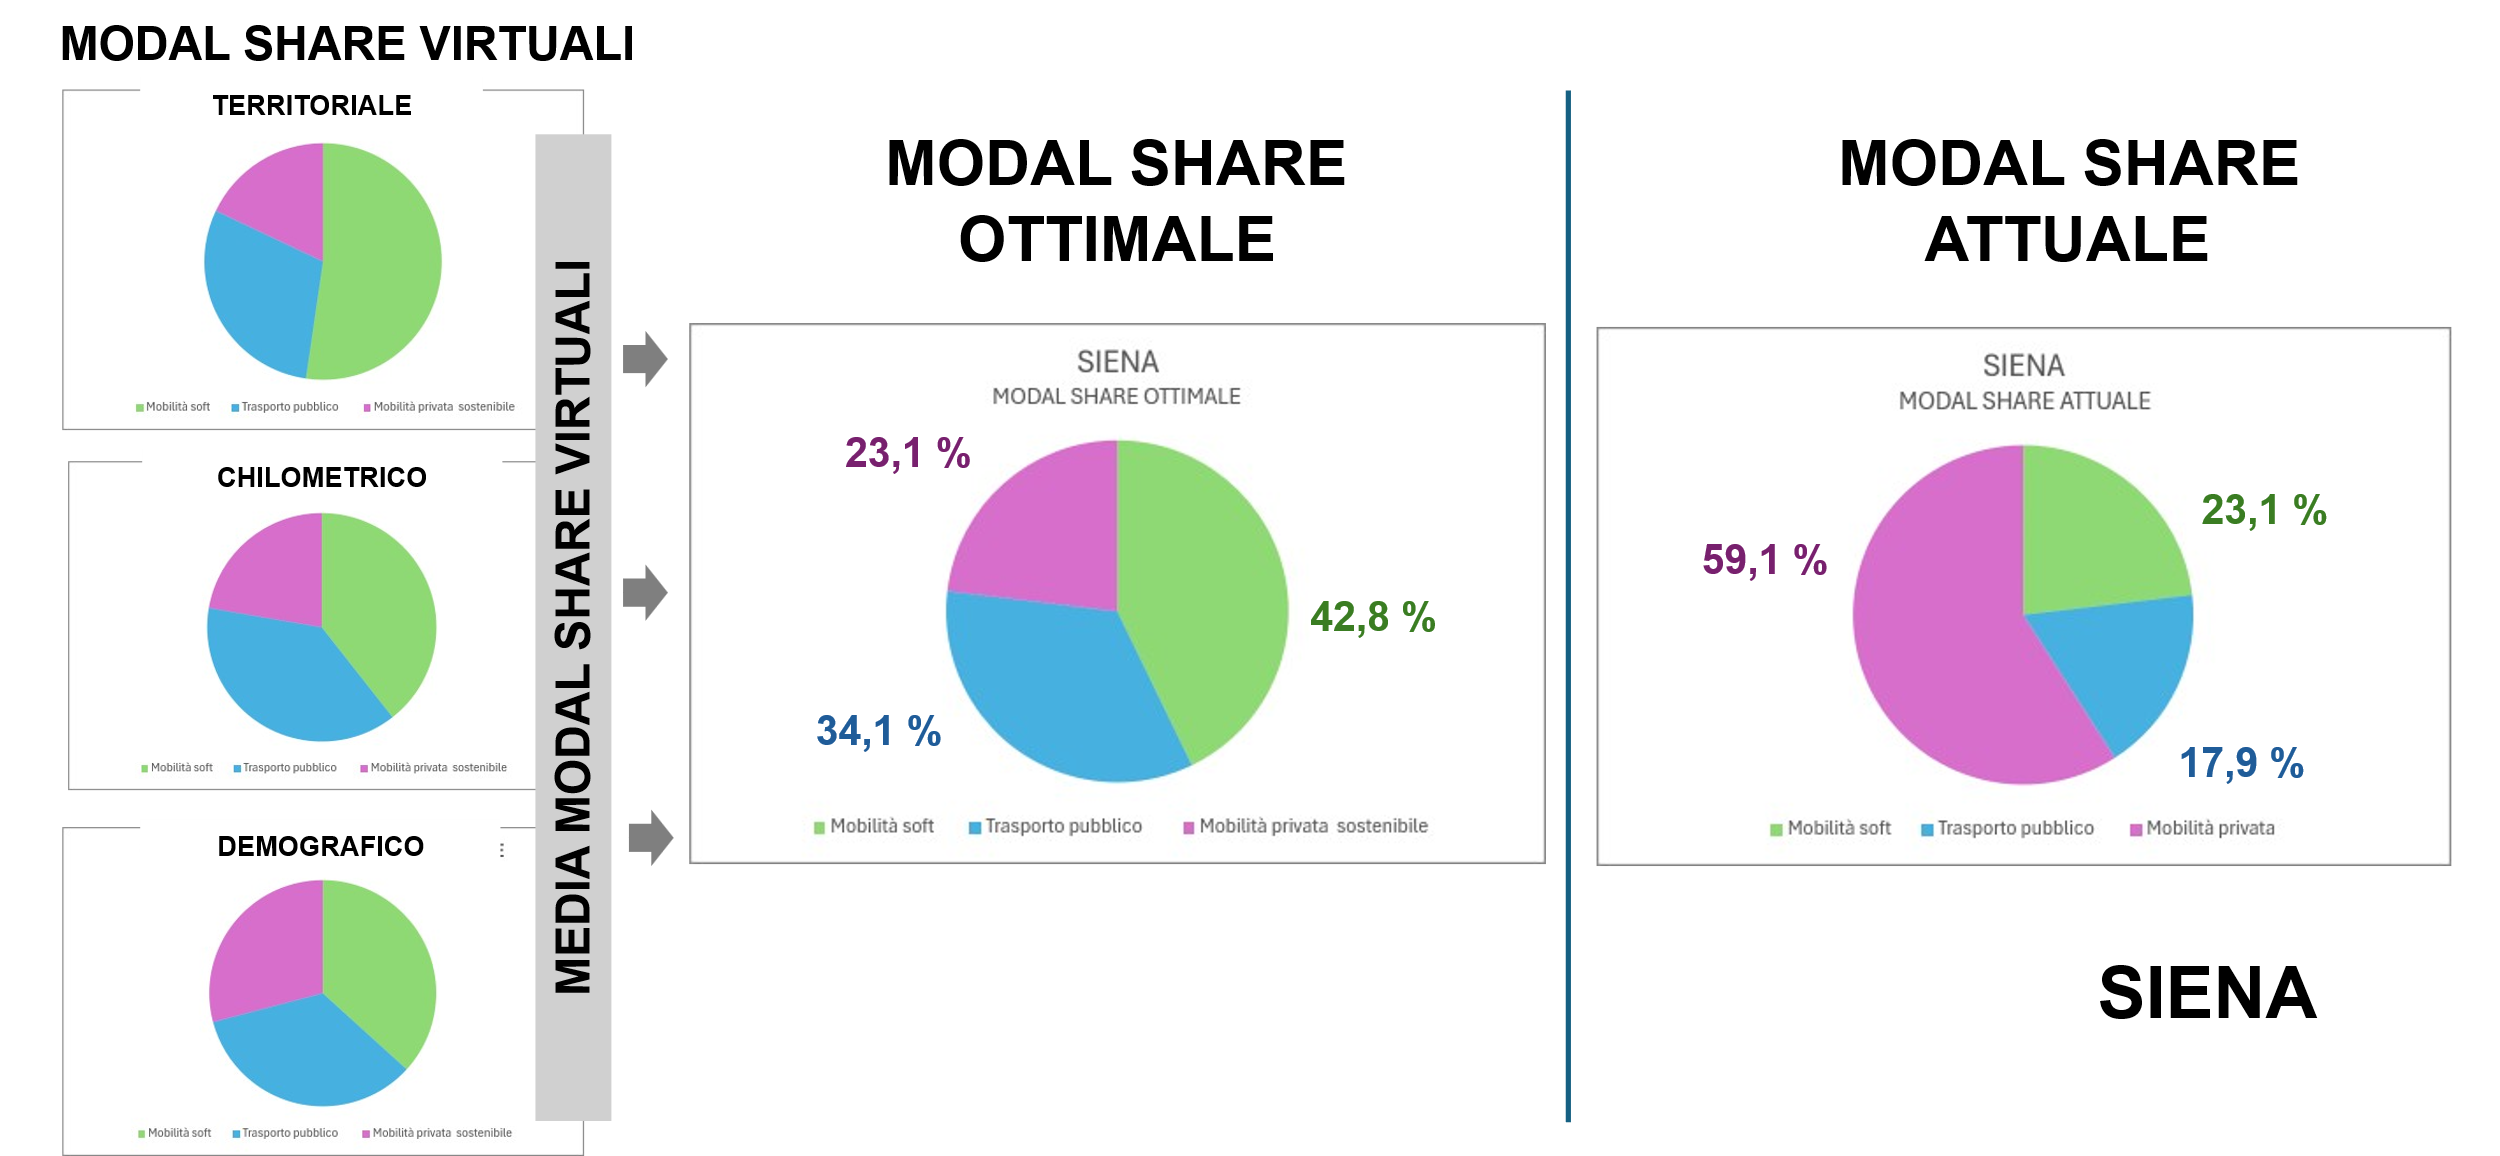 MODAL SHARE VIRTUALI
TERRITORIALE
Mobilità soft Trasporto pubblico Mobilità privata sostenibile
CHILOMETRICO
Mobilità soft Trasporto pubblico Mobilità privata sostenibile
DEMOGRAFICO
Mobilità soft Trasporto pubblico Mobilità privata sostenibile
MEDIA MODAL SHARE VIRTUALI
MODAL SHARE
OTTIMALE
SIENA
MODAL SHARE OTTIMALE
23,1 %
42,8 %
34,1 %
Mobilità soft Trasporto pubblico Mobilità privata sostenibile
MODAL SHARE
ATTUALE
SIENA
MODAL SHARE ATTUALE
23,1 %
59,1 %
17,9 %
Mobilità soft Trasporto pubblico Mobilità privata
SIENA